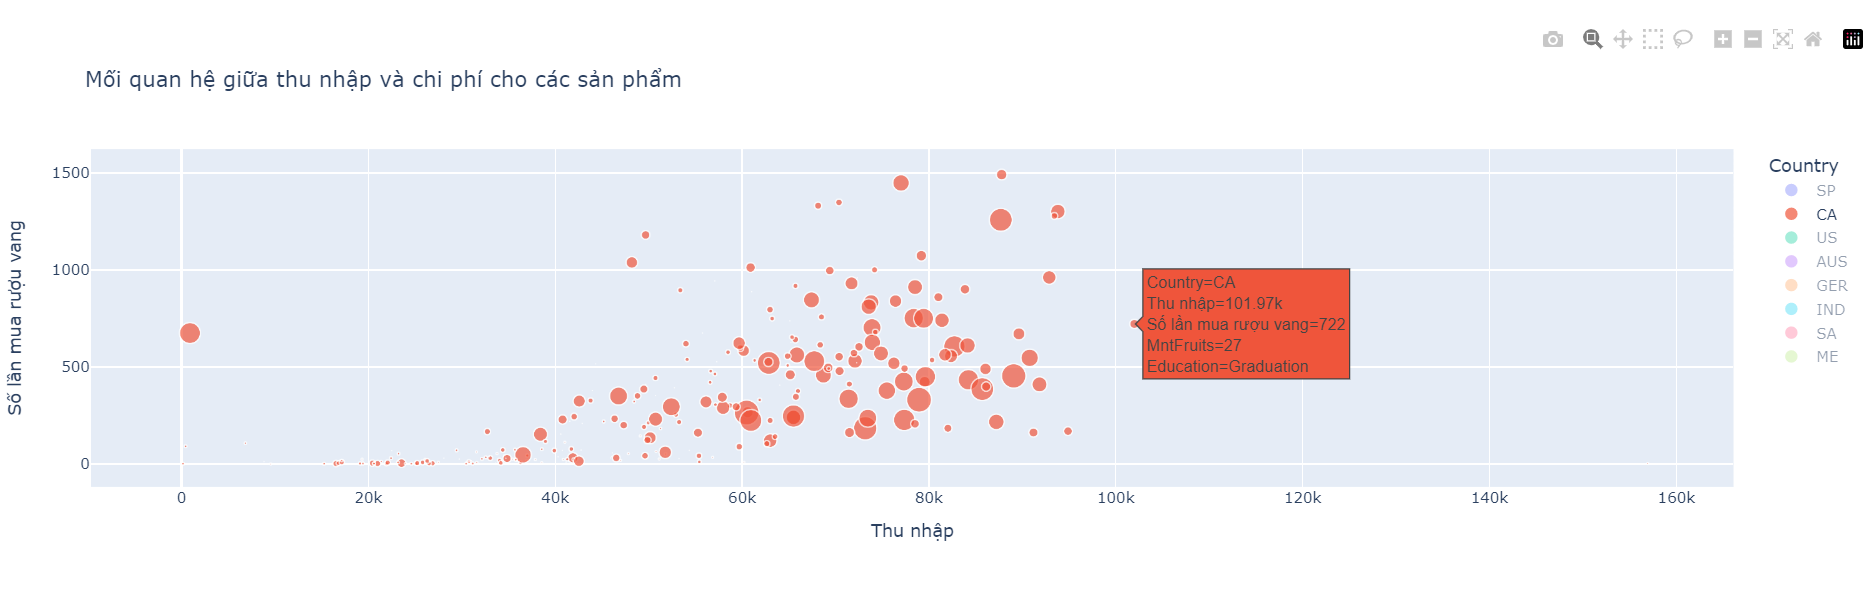 Mối quan hệ giữa thu nhập và chi phí cho các sản phẩm
Số lần mua rượu vang
1500
1000
500
0
0
20k
40k
60k
80k
100k
120k
140k
160k
Thu nhập
Country=CA
Thu nhập=101.97k
Số lần mua rượu vang=722
MntFruits=27
Education=Graduation
Country
SP
CA
US
AUS
GER
IND
SA
ME